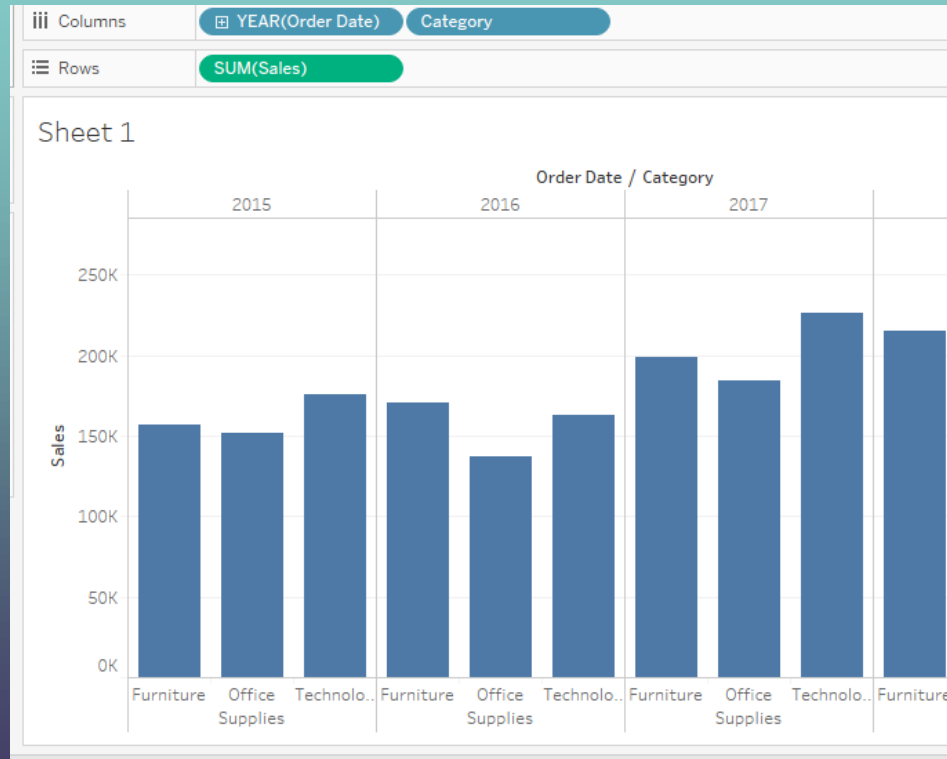 Columns
YEAR(Order Date)
Category
Rows
SUM(Sales)
Sheet 1
Order Date / Category
2015
2016
2017
250K
200K
150K
100K
50K
0K
Sales
Furniture
Office
Supplies
Technolo..
Furniture
Office
Supplies
Technolo..
Furniture
Office
Supplies
Technolo..
Furniture